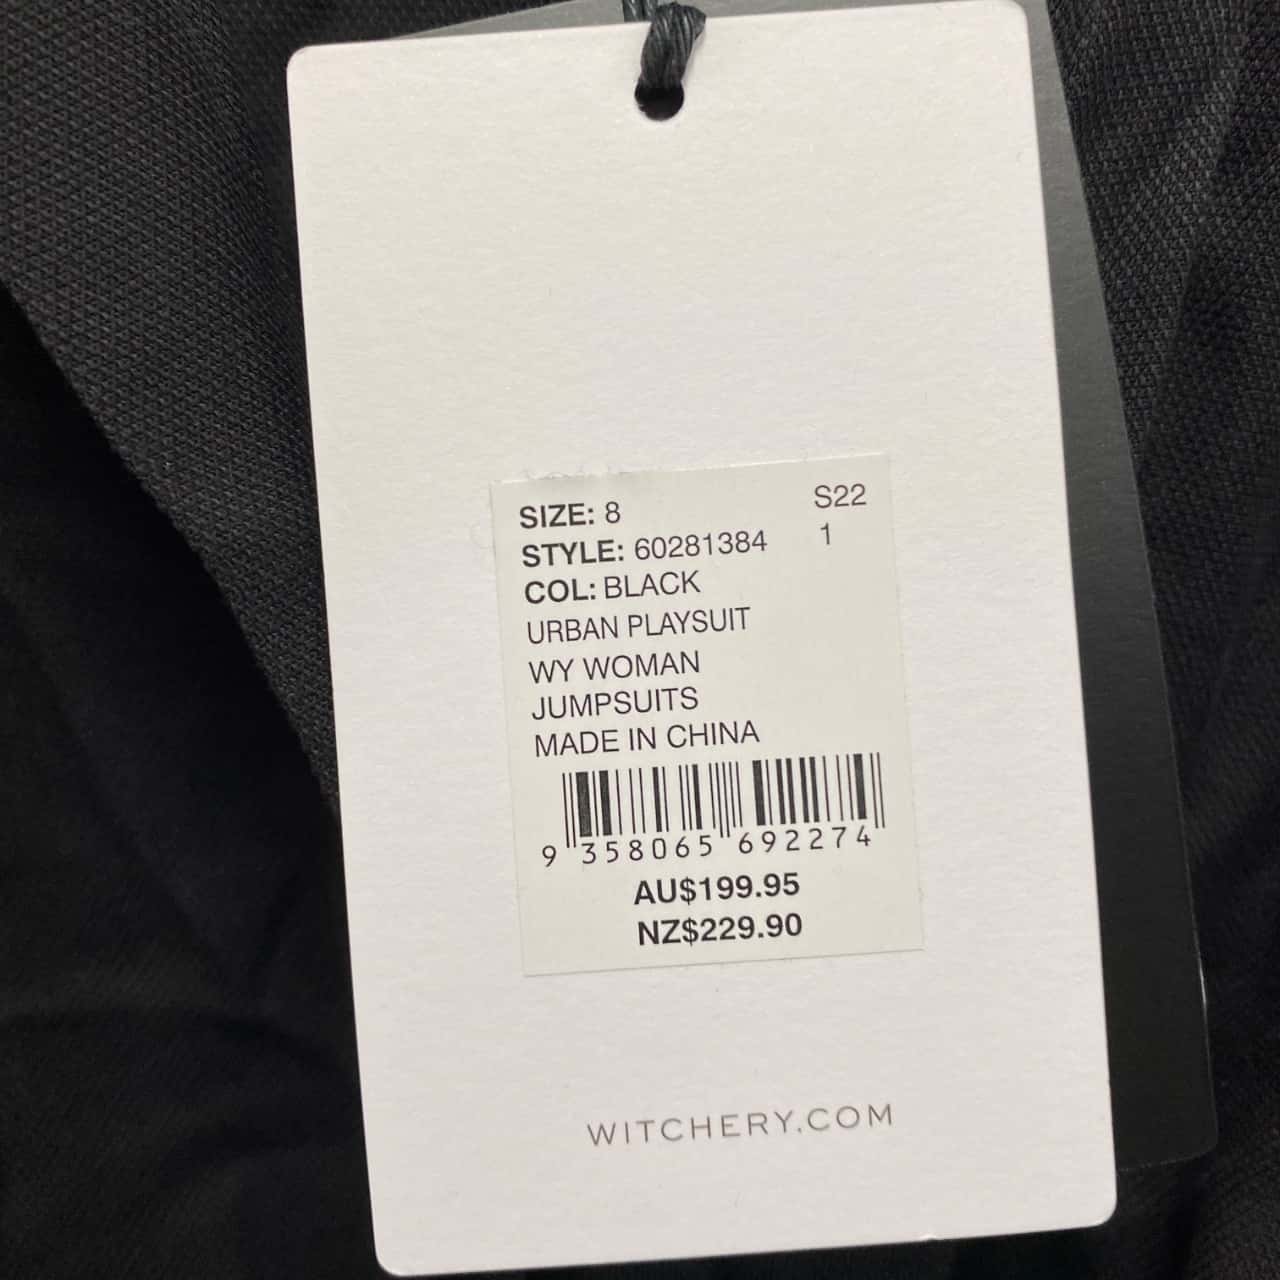 SIZE: 8 S22
STYLE: 60281384 1
COL: BLACK
URBAN PLAYSUIT
WY WOMAN
JUMPSUITS
MADE IN CHINA
9 358065 692274
AU$199.95
NZ$229.90
WITCHERY.COM